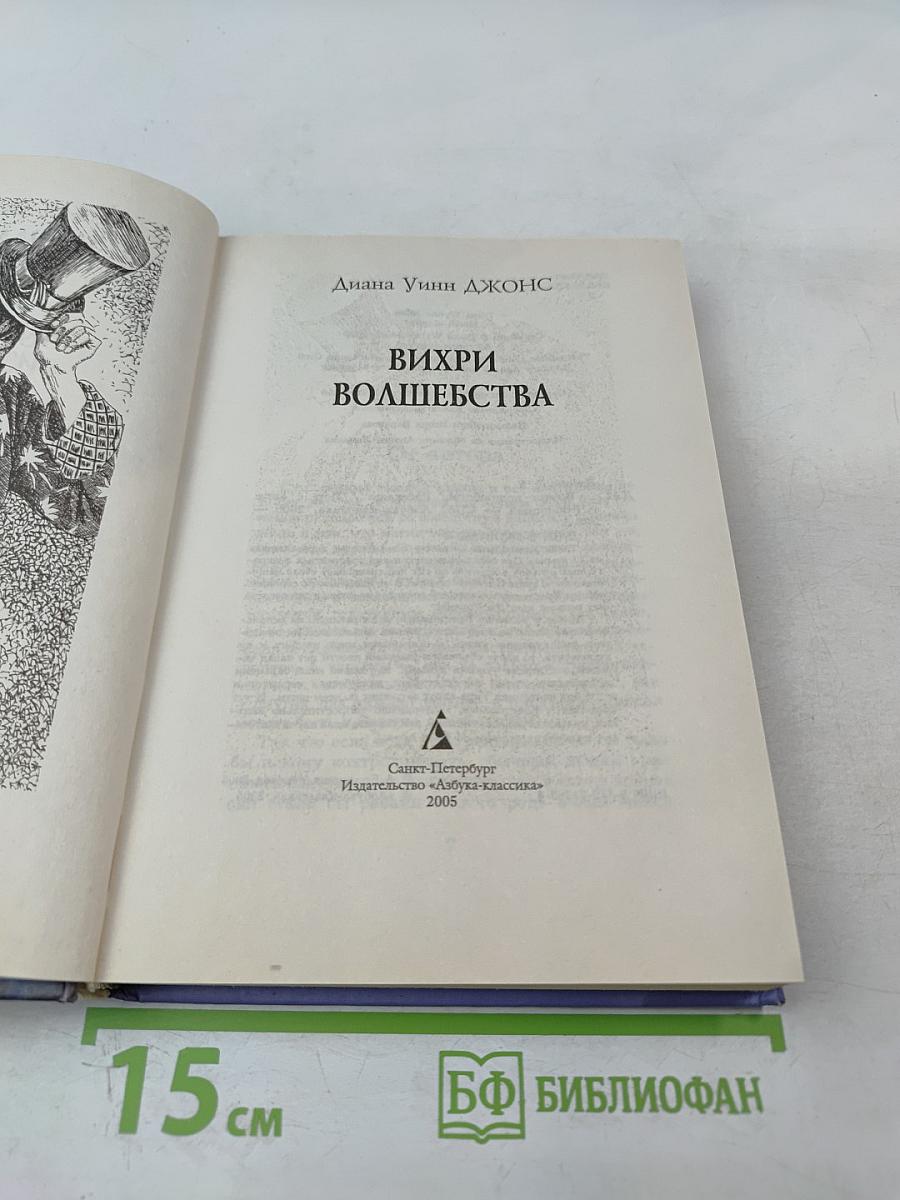 Диана Уинн ДЖОНС
ВИХРИ
ВОЛШЕБСТВА
Санкт-Петербург
Издательство «Азбука-классика»
2005
15 см
БФ БИБЛИОФАН